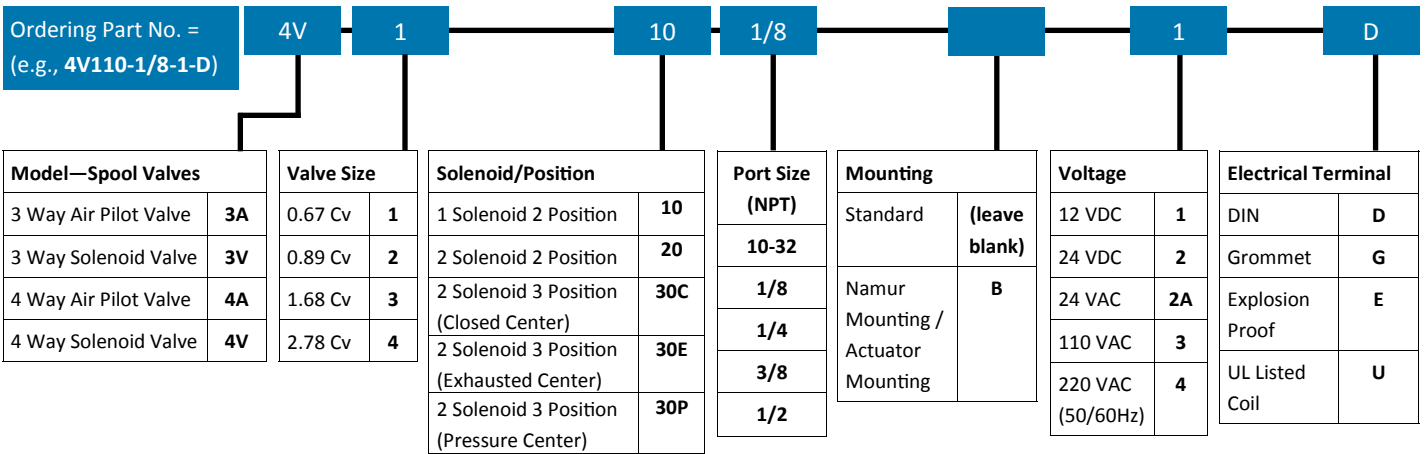 Ordering Part No. =
(e.g., 4V110-1/8-1-D)
4V
1
10
1/8
1
D
Model—Spool Valves
3 Way Air Pilot Valve 3A
3 Way Solenoid Valve 3V
4 Way Air Pilot Valve 4A
4 Way Solenoid Valve 4V
Valve Size
0.67 Cv 1
0.89 Cv 2
1.68 Cv 3
2.78 Cv 4
Solenoid/Position
1 Solenoid 2 Position 10
2 Solenoid 2 Position 20
2 Solenoid 3 Position 30C
(Closed Center)
2 Solenoid 3 Position 30E
(Exhausted Center)
2 Solenoid 3 Position 30P
(Pressure Center)
Port Size
(NPT)
10-32
1/8
1/4
3/8
1/2
Mounting
Standard (leave
blank)
Namur B
Mounting /
Actuator
Mounting
Voltage
12 VDC 1
24 VDC 2
24 VAC 2A
110 VAC 3
220 VAC 4
(50/60Hz)
Electrical Terminal
DIN D
Grommet G
Explosion E
Proof
UL Listed U
Coil